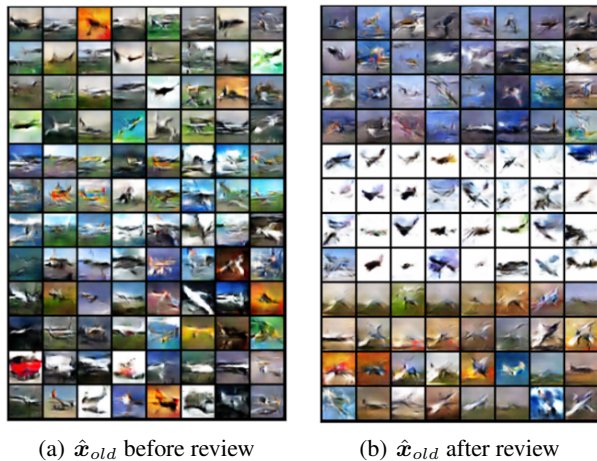 (a) x̂_old before review
(b) x̂_old after review